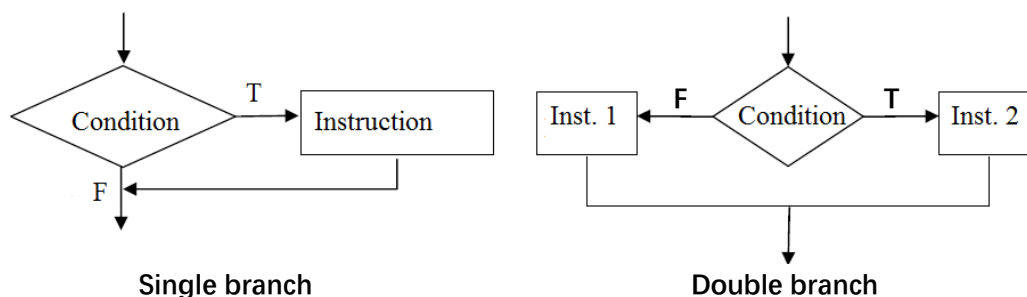 T
Condition
Instruction
F
Single branch
Inst. 1
F
Condition
T
Inst. 2
Double branch